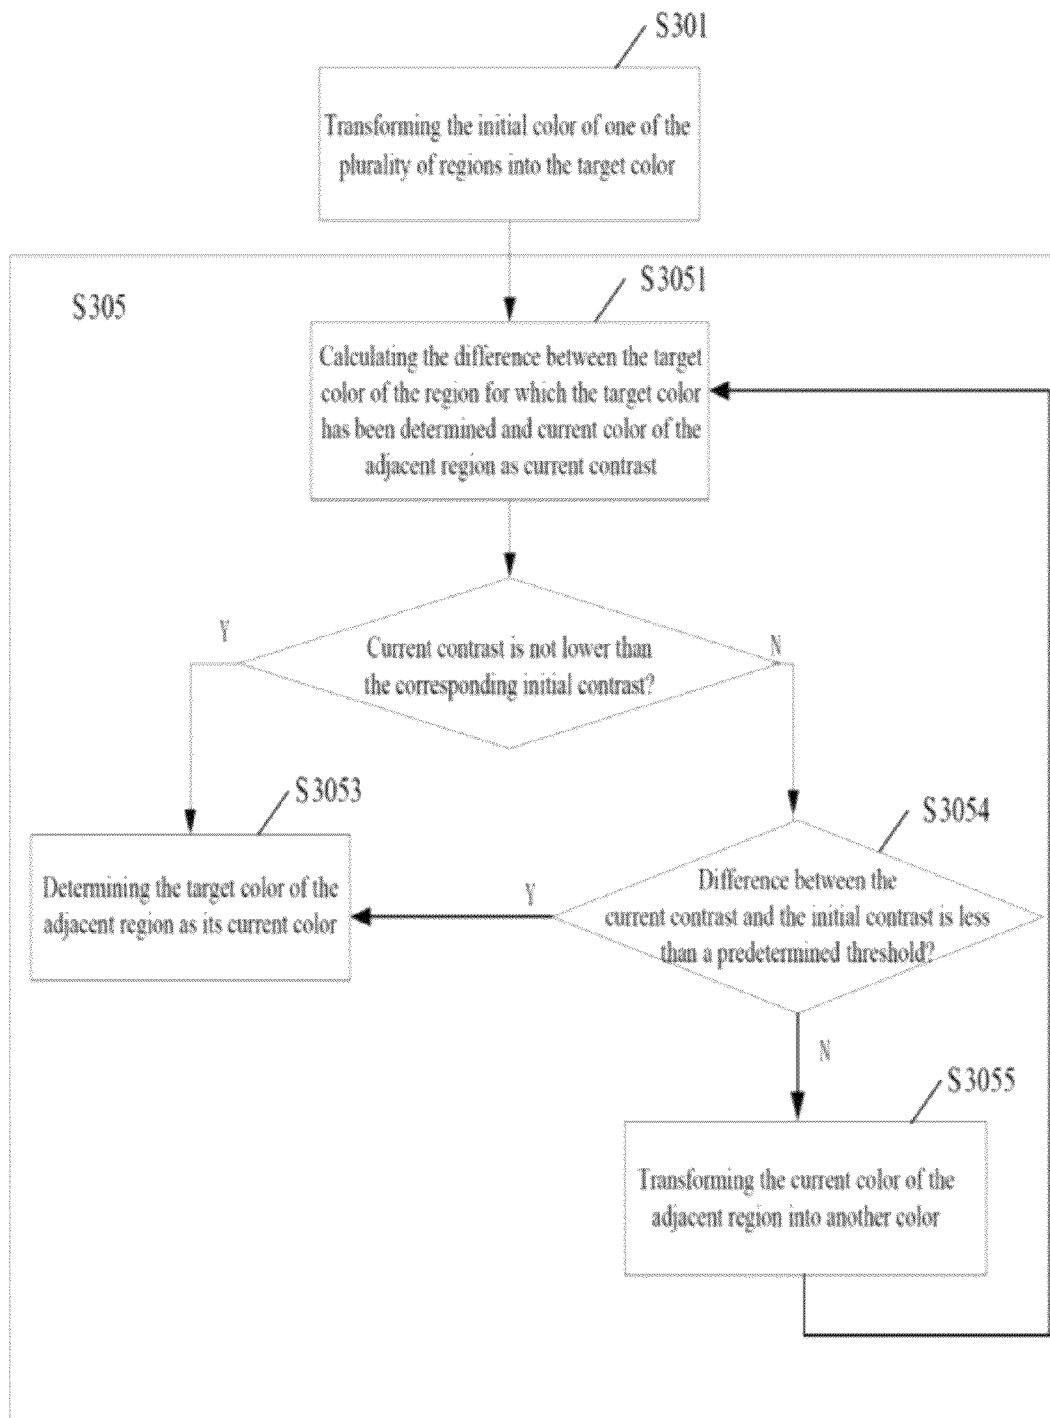 S301
Transforming the initial color of one of the
plurality of regions into the target color
S305
S3051
Calculating the difference between the target
color of the region for which the target color
has been determined and current color of the
adjacent region as current contrast
Y
N
Current contrast is not lower than
the corresponding initial contrast?
S3053
Determining the target color of the
adjacent region as its current color
S3054
Y
Difference between the
current contrast and the initial contrast is less
than a predetermined threshold?
N
S3055
Transforming the current color of the
adjacent region into another color